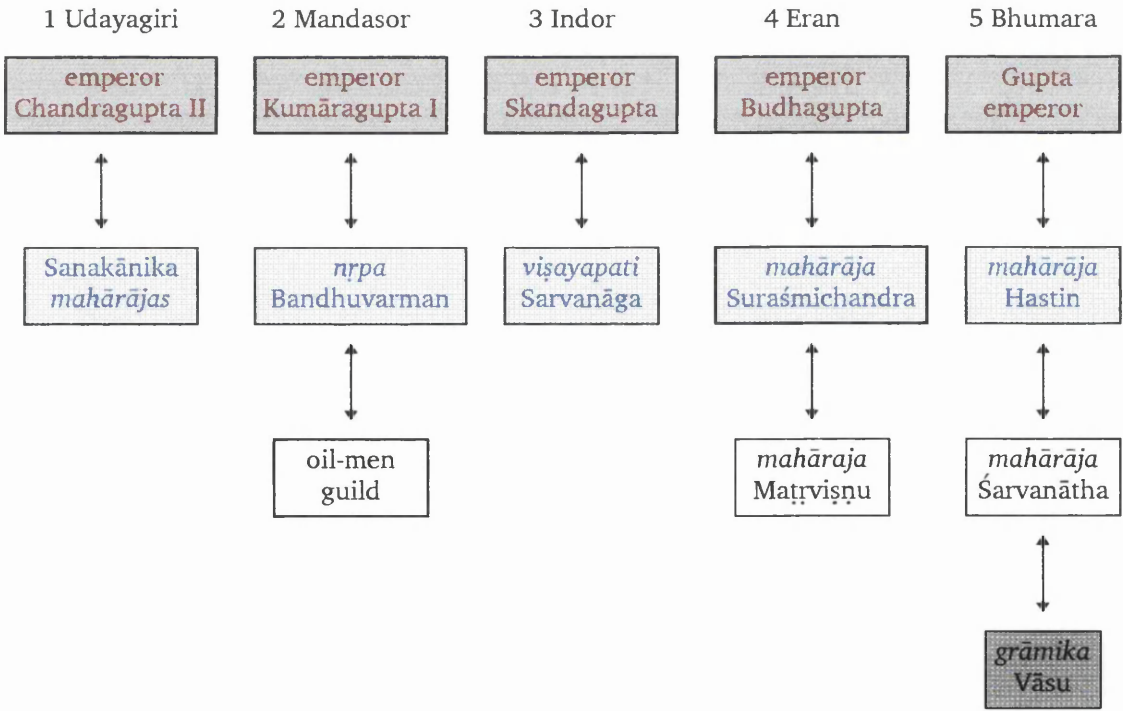 1 Udayagiri
2 Mandasor
3 Indor
4 Eran
5 Bhumara
emperor
Chandragupta II
emperor
Kumāragupta I
emperor
Skandagupta
emperor
Budhagupta
Gupta
emperor
Sanakānika
mahārājas
nṛpa
Bandhuvarman
viṣayapati
Sarvanāga
mahārāja
Suraśmichandra
mahārāja
Hastin
oil-men
guild
mahāraja
Maṭṛviṣṇu
mahārāja
Śarvanātha
grāmika
Vāsu